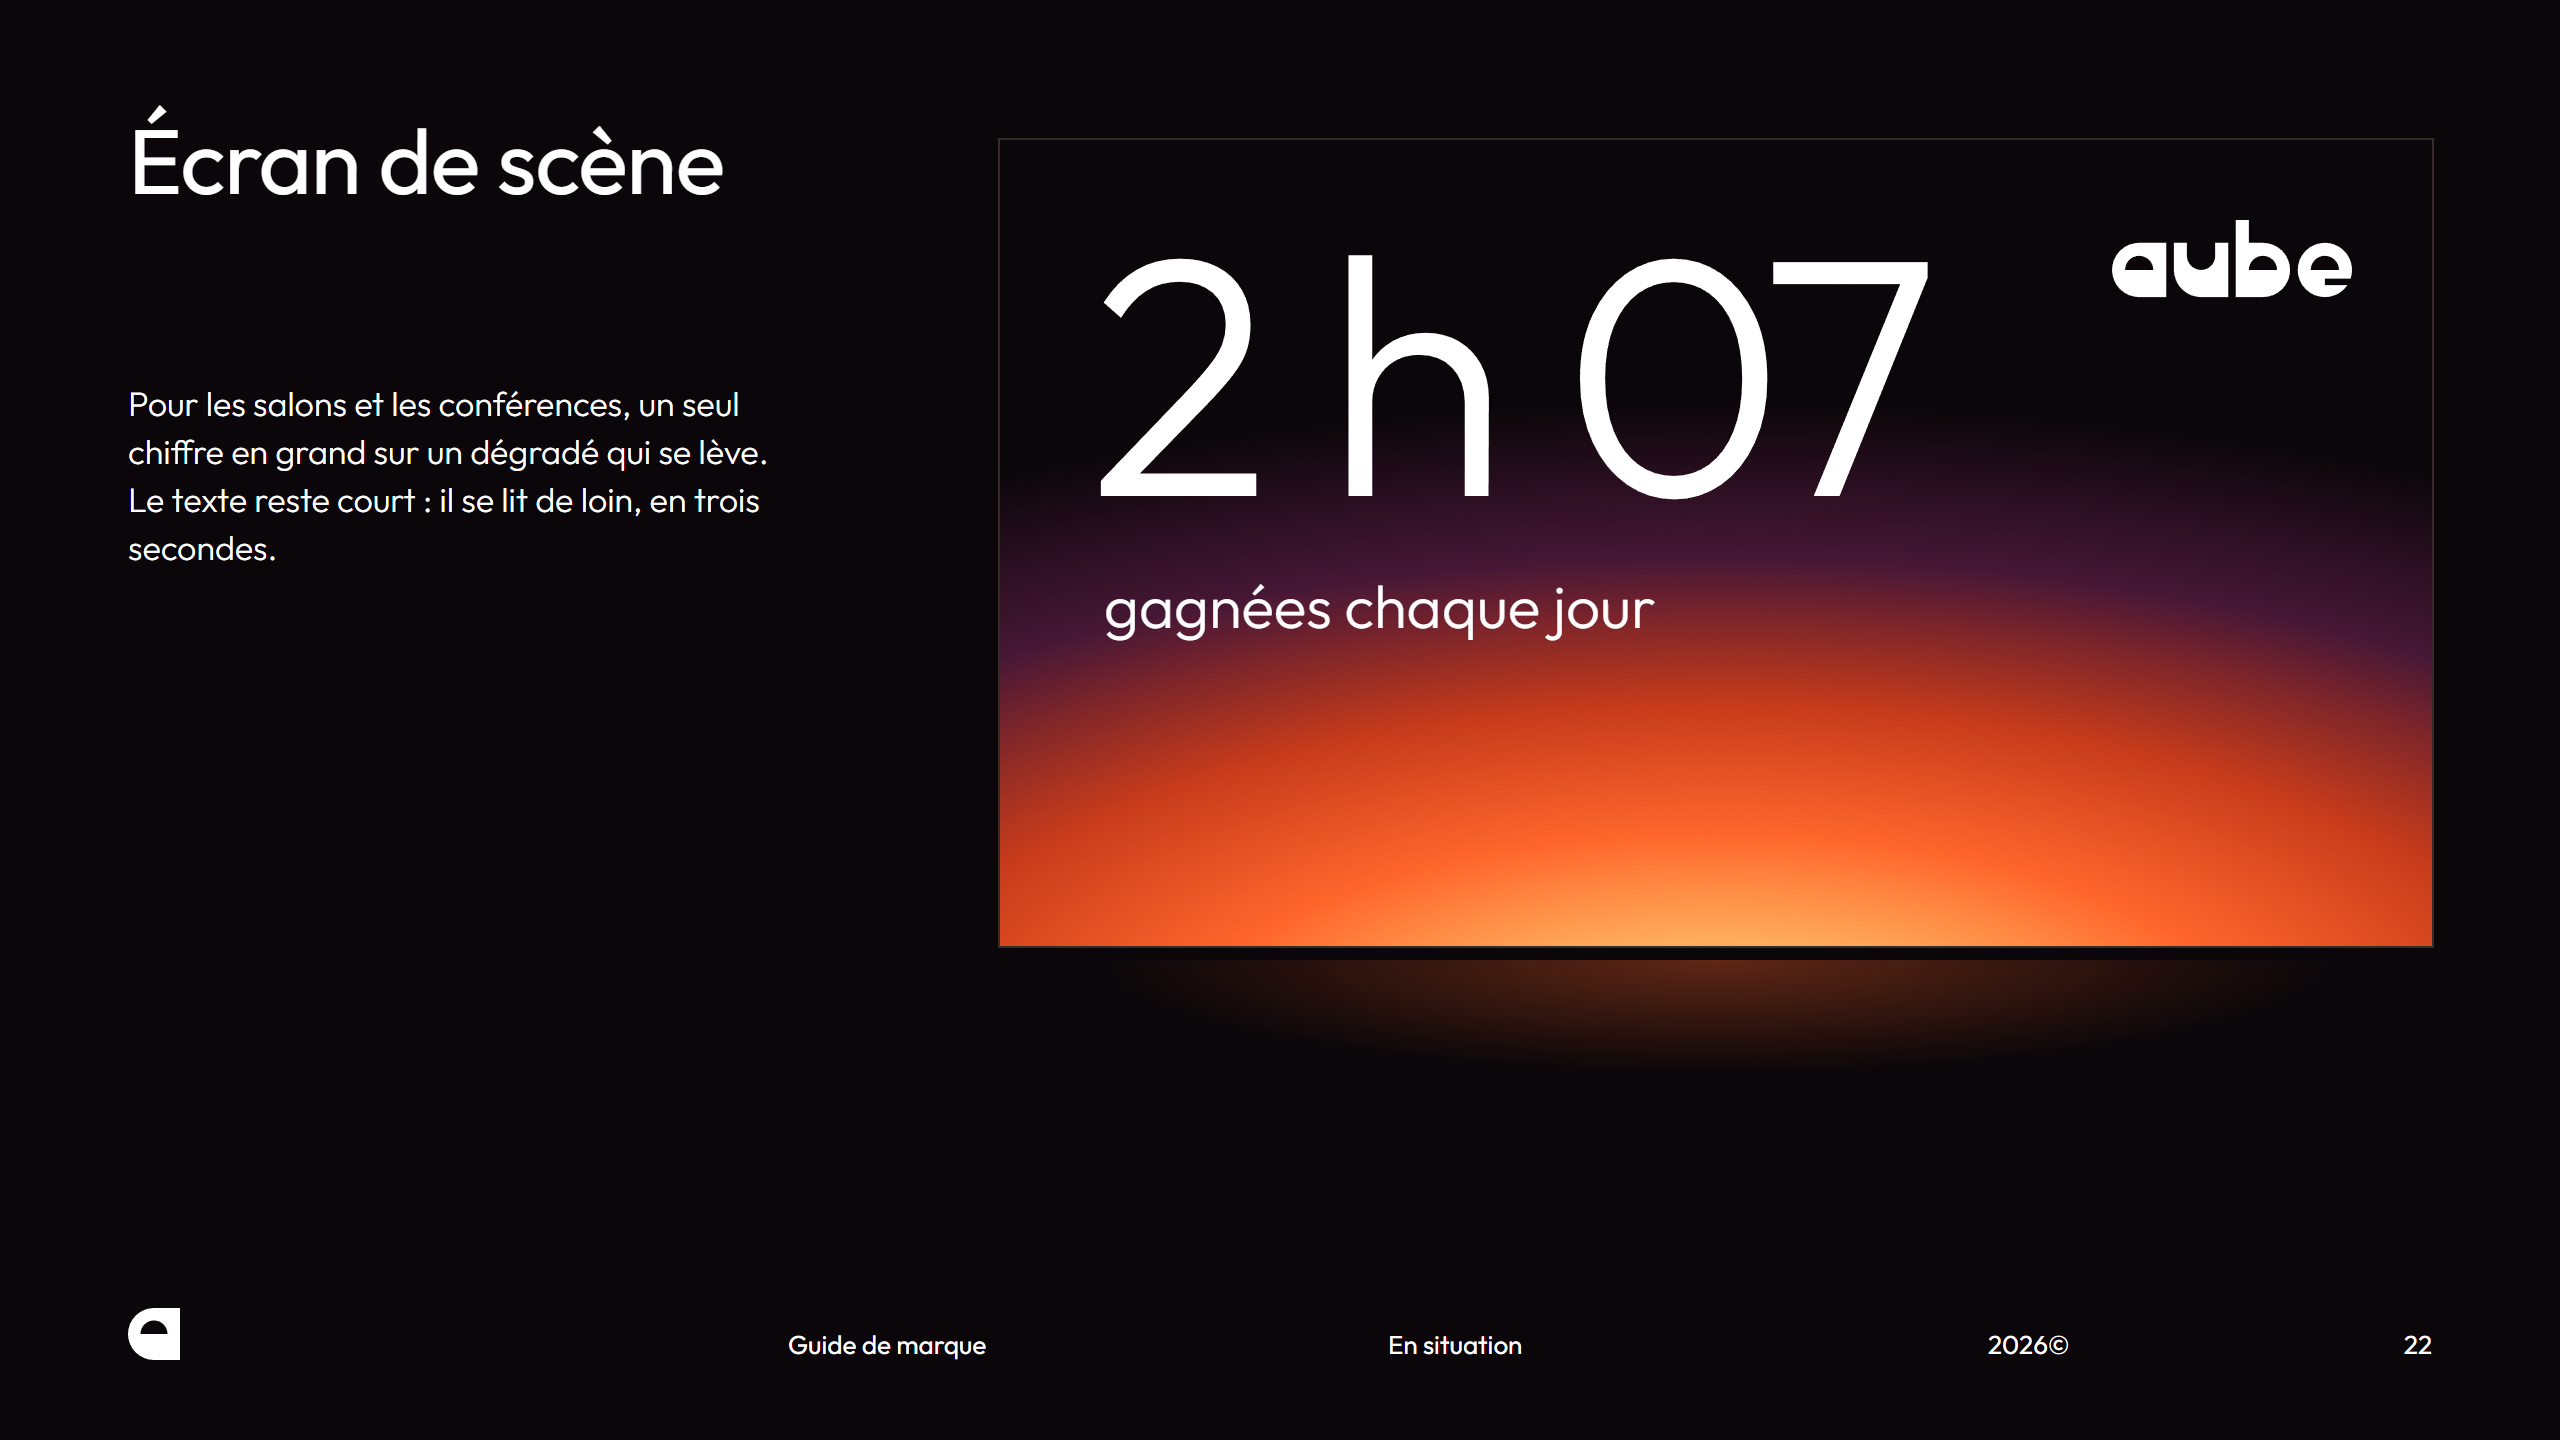 Écran de scène
Pour les salons et les conférences, un seul
chiffre en grand sur un dégradé qui se lève.
Le texte reste court : il se lit de loin, en trois
secondes.
2 h 07
aube
gagnées chaque jour
a
Guide de marque
En situation
2026©
22